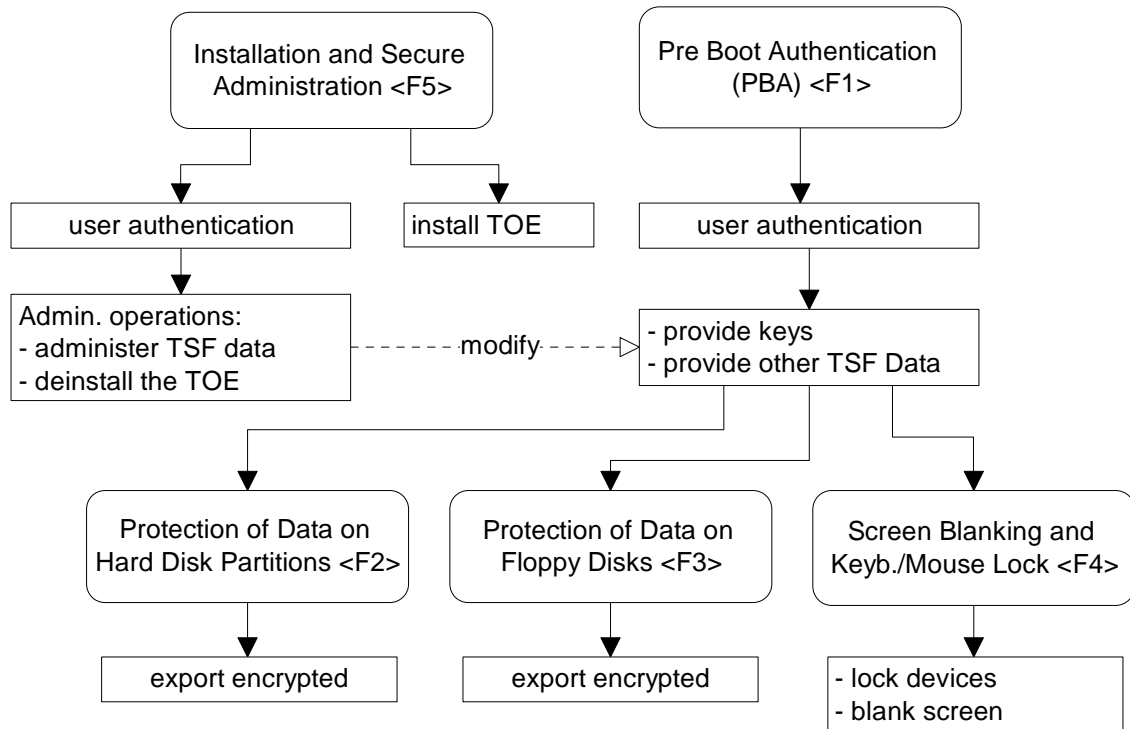 Installation and Secure
Administration <F5>
Pre Boot Authentication
(PBA) <F1>
user authentication
install TOE
user authentication
Admin. operations:
- administer TSF data
- deinstall the TOE
modify
- provide keys
- provide other TSF Data
Protection of Data on
Hard Disk Partitions <F2>
Protection of Data on
Floppy Disks <F3>
Screen Blanking and
Keyb./Mouse Lock <F4>
export encrypted
export encrypted
- lock devices
- blank screen